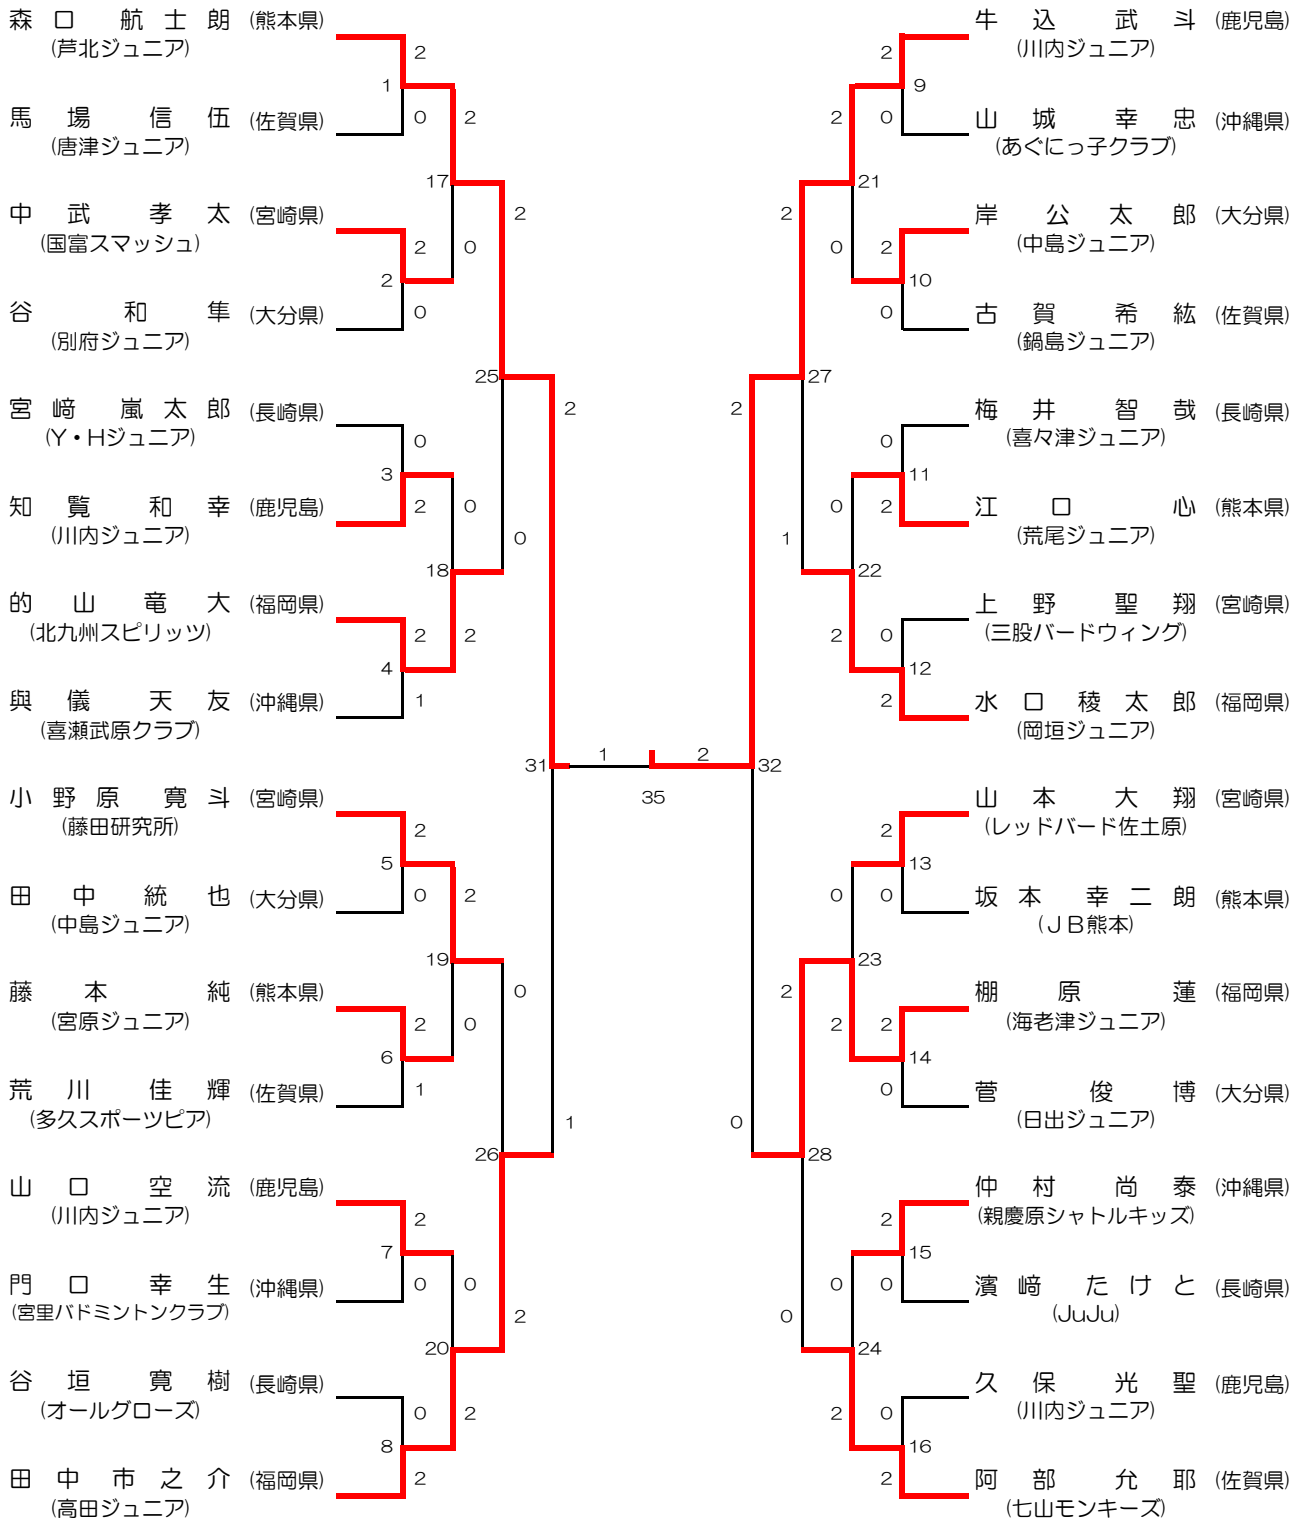 森口 航士朗 (熊本県)
(芦北ジュニア)
2
1
0
馬場 信伍 (佐賀県)
(唐津ジュニア)
2
17
0
中武 孝太 (宮崎県)
(国富スマッシュ)
2
2
0
谷 和隼 (大分県)
(別府ジュニア)
2
25
0
宮﨑 嵐太郎 (長崎県)
(Y・Hジュニア)
0
3
2
知覧 和幸 (鹿児島)
(川内ジュニア)
0
18
2
的山 竜大 (福岡県)
(北九州スピリッツ)
2
4
1
與儀 天友 (沖縄県)
(喜瀬武原クラブ)
2
31
1
小野原 寛斗 (宮崎県)
(藤田研究所)
2
5
0
田中 統也 (大分県)
(中島ジュニア)
2
19
0
藤本 純 (熊本県)
(宮原ジュニア)
2
6
1
荒川 佳輝 (佐賀県)
(多久スポーツピア)
0
26
2
山口 空流 (鹿児島)
(川内ジュニア)
2
7
0
門口 幸生 (沖縄県)
(宮里バドミントンクラブ)
0
20
2
谷垣 寛樹 (長崎県)
(オールグローズ)
0
8
2
田中 市之介 (福岡県)
(高田ジュニア)
1
35
2
牛込 武斗 (鹿児島)
(川内ジュニア)
2
9
0
山城 幸忠 (沖縄県)
(あぐにっ子クラブ)
2
21
0
岸 公太郎 (大分県)
(中島ジュニア)
2
10
0
古賀 希紘 (佐賀県)
(鍋島ジュニア)
2
27
1
梅井 智哉 (長崎県)
(喜々津ジュニア)
0
11
2
江口 心 (熊本県)
(荒尾ジュニア)
0
22
2
上野 聖翔 (宮崎県)
(三股バードウィング)
0
12
2
水口 稜太郎 (福岡県)
(岡垣ジュニア)
2
32
0
山本 大翔 (宮崎県)
(レッドバード佐土原)
2
13
0
坂本 幸二朗 (熊本県)
(ＪＢ熊本)
0
23
2
棚原 蓮 (福岡県)
(海老津ジュニア)
2
14
0
菅 俊博 (大分県)
(日出ジュニア)
2
28
0
仲村 尚泰 (沖縄県)
(親慶原シャトルキッズ)
2
15
0
濱﨑 たけと (長崎県)
(JuJu)
0
24
2
久保 光聖 (鹿児島)
(川内ジュニア)
0
16
2
阿部 允耶 (佐賀県)
(七山モンキーズ)